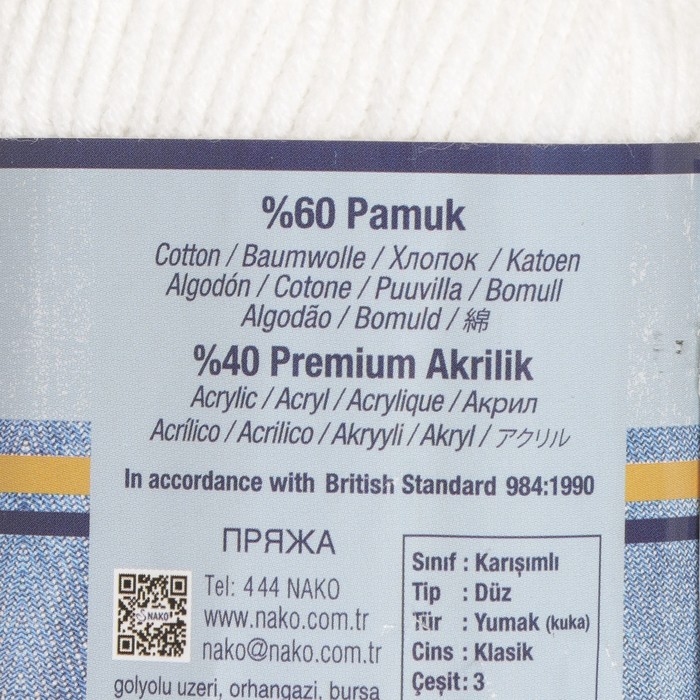 %60 Pamuk
Cotton / Baumwolle / Хлопок / Katoen
Algodón / Cotone / Puuvilla / Bomull
Algodão / Bomuld / 綿
%40 Premium Akrilik
Acrylic / Acryl / Acrylique / Акрил
Acrílico / Acrilico / Akryyli / Akryl / アクリル
In accordance with British Standard 984:1990
ПРЯЖА
NAKO
Tel: 4 44 NAKO
www.nako.com.tr
nako@nako.com.tr
golyolu uzeri, orhangazi, bursa
Sınıf : Karışımlı
Tip : Düz
Tür : Yumak (kuka)
Cins : Klasik
Çeşit : 3